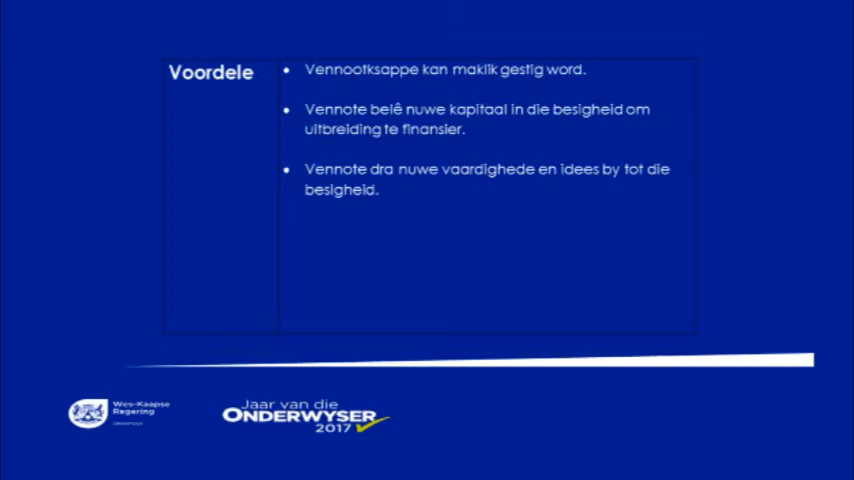 Voordele
• Vennootksappe kan maklik gestig word.
• Vennote belê nuwe kapitaal in die besigheid om
uitbreiding te finansier.
• Vennote dra nuwe vaardighede en idees by tot die
besigheid.
Wes-Kaapse
Regering
Jaar van die
ONDERWYSER
2017